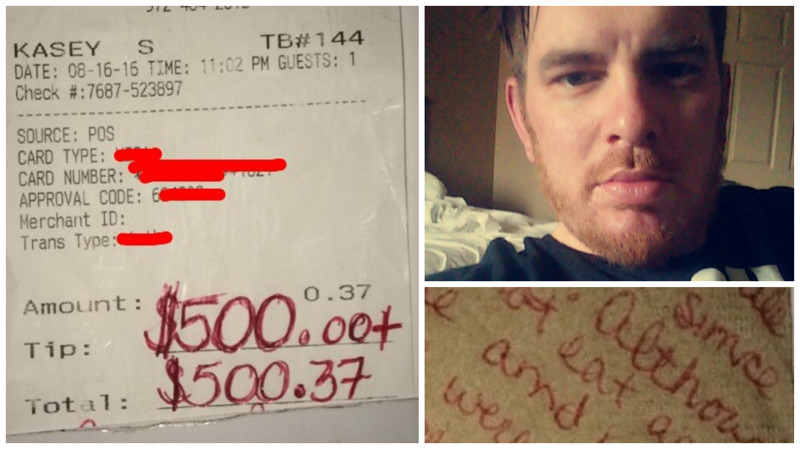 KASEY S TB#144
DATE: 08-16-16 TIME: 11:02 PM GUESTS: 1
Check #:7687-523897
SOURCE: POS
CARD TYPE:
CARD NUMBER:
APPROVAL CODE: 6
Merchant ID:
Trans Type:
Amount: 0.37
Tip: $500.00+
Total: $500.37
Since
Althou
eat
and
were